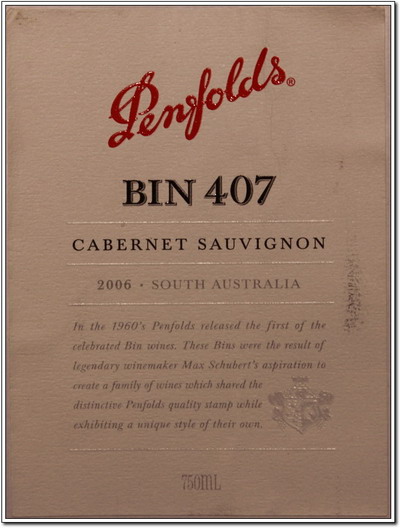 Penfolds®
BIN 407
CABERNET SAUVIGNON
2006 · SOUTH AUSTRALIA
In the 1960's Penfolds released the first of the
celebrated Bin wines. These Bins were the result of
legendary winemaker Max Schubert's aspiration to
create a family of wines which shared the
distinctive Penfolds quality stamp while
exhibiting a unique style of their own.
750ML